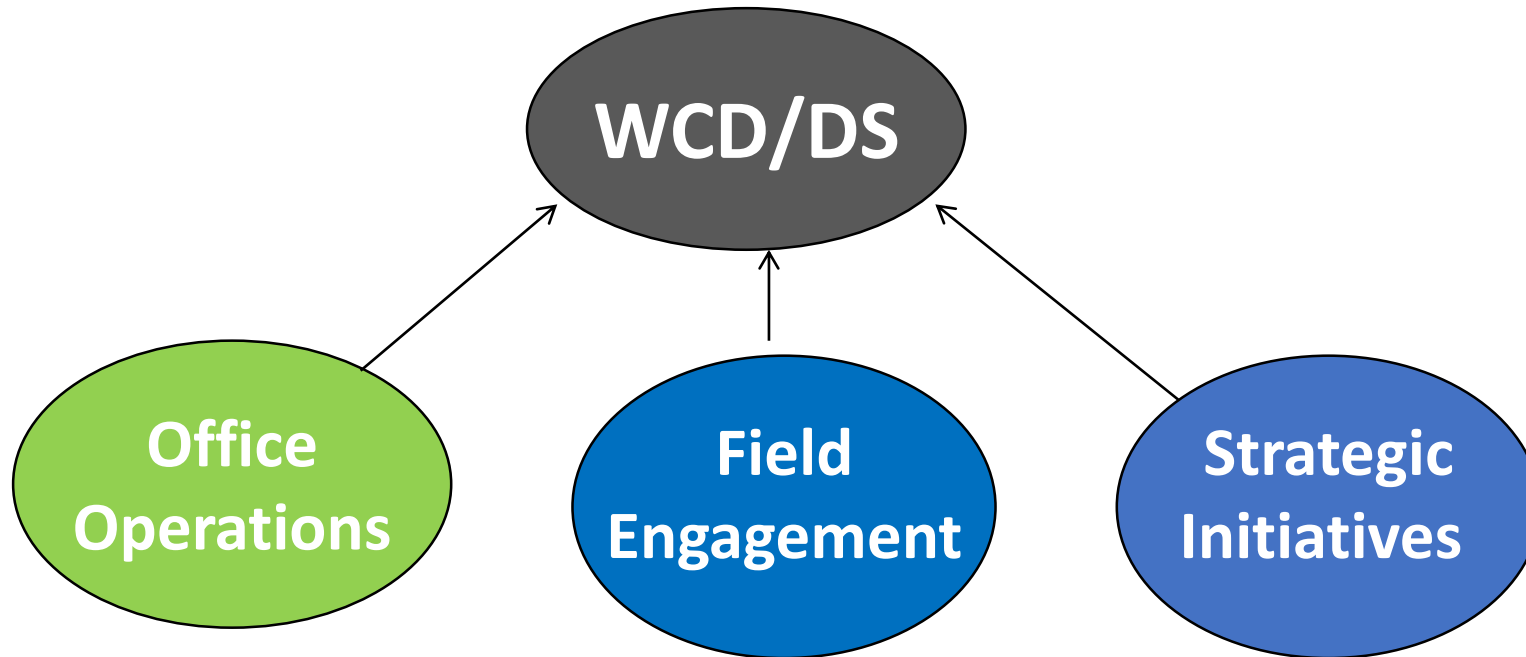 WCD/DS
Office
Operations
Field
Engagement
Strategic
Initiatives